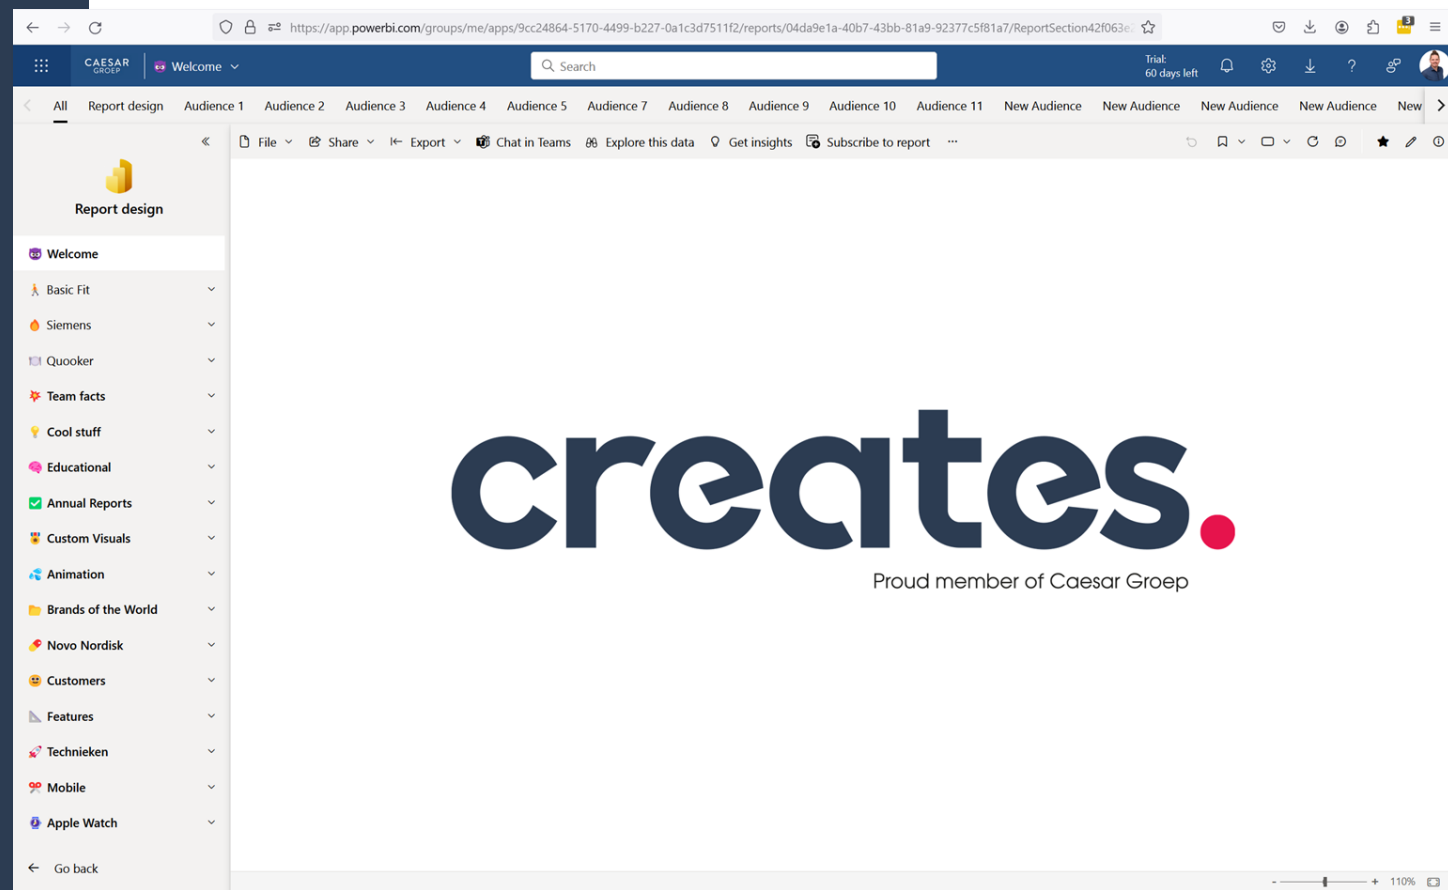 https://app.powerbi.com/groups/me/apps/9cc24864-5170-4499-b227-0a1c3d7511f2/reports/04da9e1a-40b7-43bb-81a9-92377c5f81a7/ReportSection42f063e
3
CAESAR
GROEP
Welcome
Search
Trial:
60 days left
All Report design Audience 1 Audience 2 Audience 3 Audience 4 Audience 5 Audience 7 Audience 8 Audience 9 Audience 10 Audience 11 New Audience New Audience New Audience New Audience New
File Share Export Chat in Teams Explore this data Get insights Subscribe to report ...
Report design
Welcome
Basic Fit
Siemens
Quooker
Team facts
Cool stuff
Educational
Annual Reports
Custom Visuals
Animation
Brands of the World
Novo Nordisk
Customers
Features
Technieken
Mobile
Apple Watch
Go back
creates.
Proud member of Caesar Groep
- + 110%